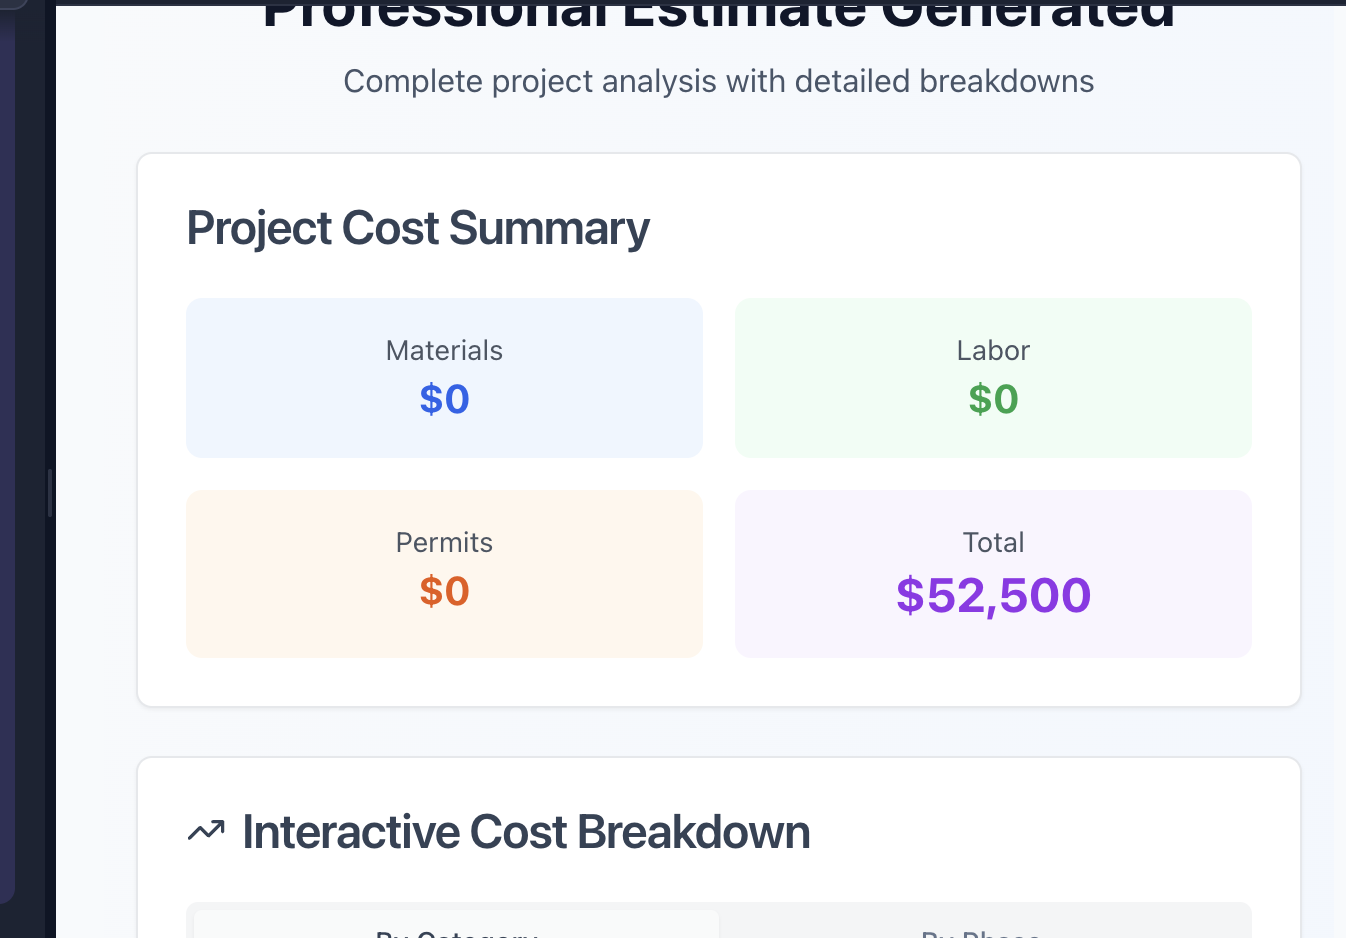 Professional Estimate Generated
Complete project analysis with detailed breakdowns
Project Cost Summary
Materials
$0
Labor
$0
Permits
$0
Total
$52,500
Interactive Cost Breakdown
By Category
By Phase